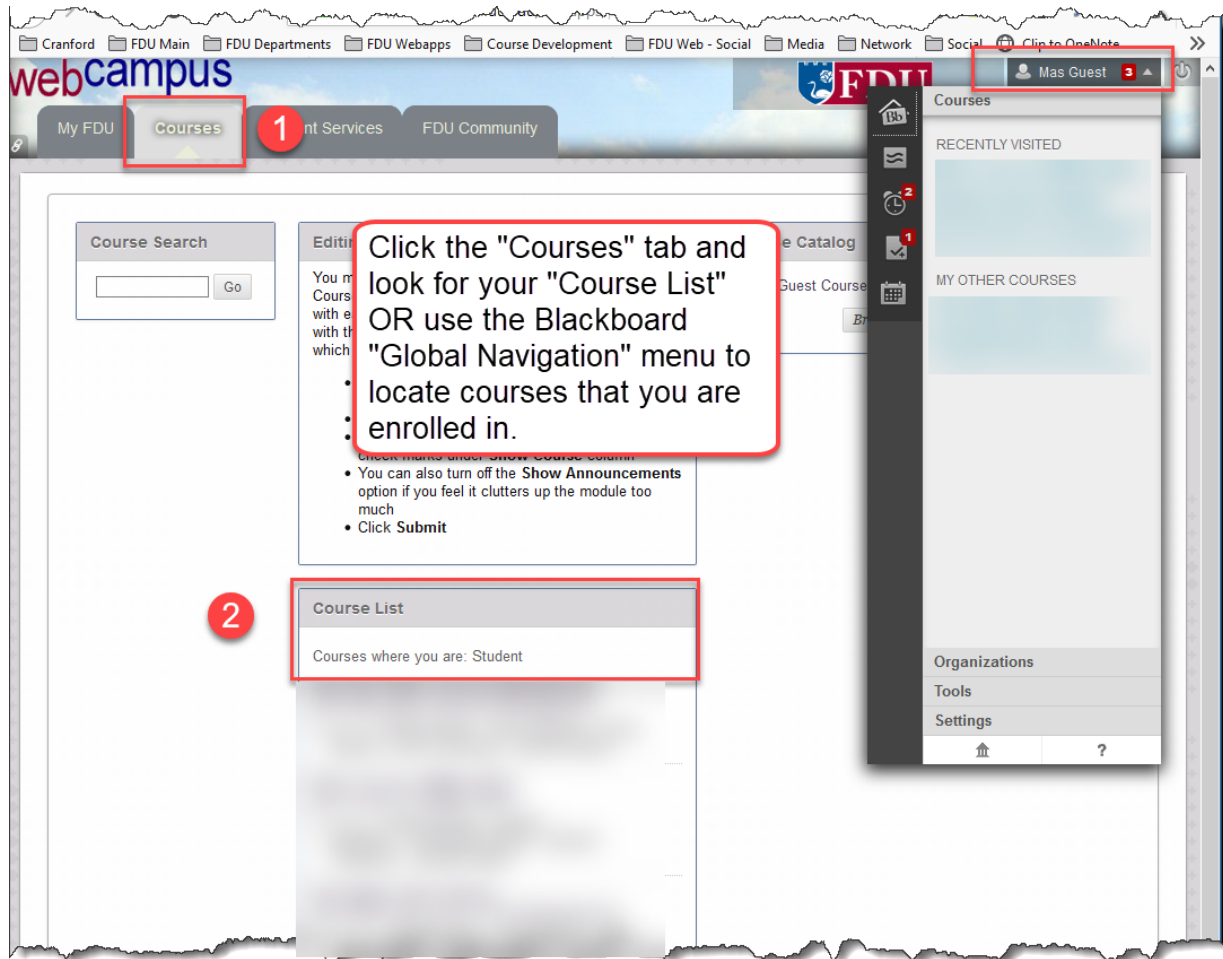 Cranford FDU Main FDU Departments FDU Webapps Course Development FDU Web - Social Media Network Social Clip to OneNote »
webcampus
FDU
Mas Guest 3
My FDU Courses 1 nt Services FDU Community
Bb
Courses
RECENTLY VISITED
2
1
MY OTHER COURSES
Organizations
Tools
Settings
?
Course Search
Go
You m
Cours
with e
with th
which
Click the "Courses" tab and
look for your "Course List"
OR use the Blackboard
"Global Navigation" menu to
locate courses that you are
enrolled in.
check marks under Show Course column
• You can also turn off the Show Announcements
option if you feel it clutters up the module too
much
• Click Submit
e Catalog
Guest Course
2
Course List
Courses where you are: Student